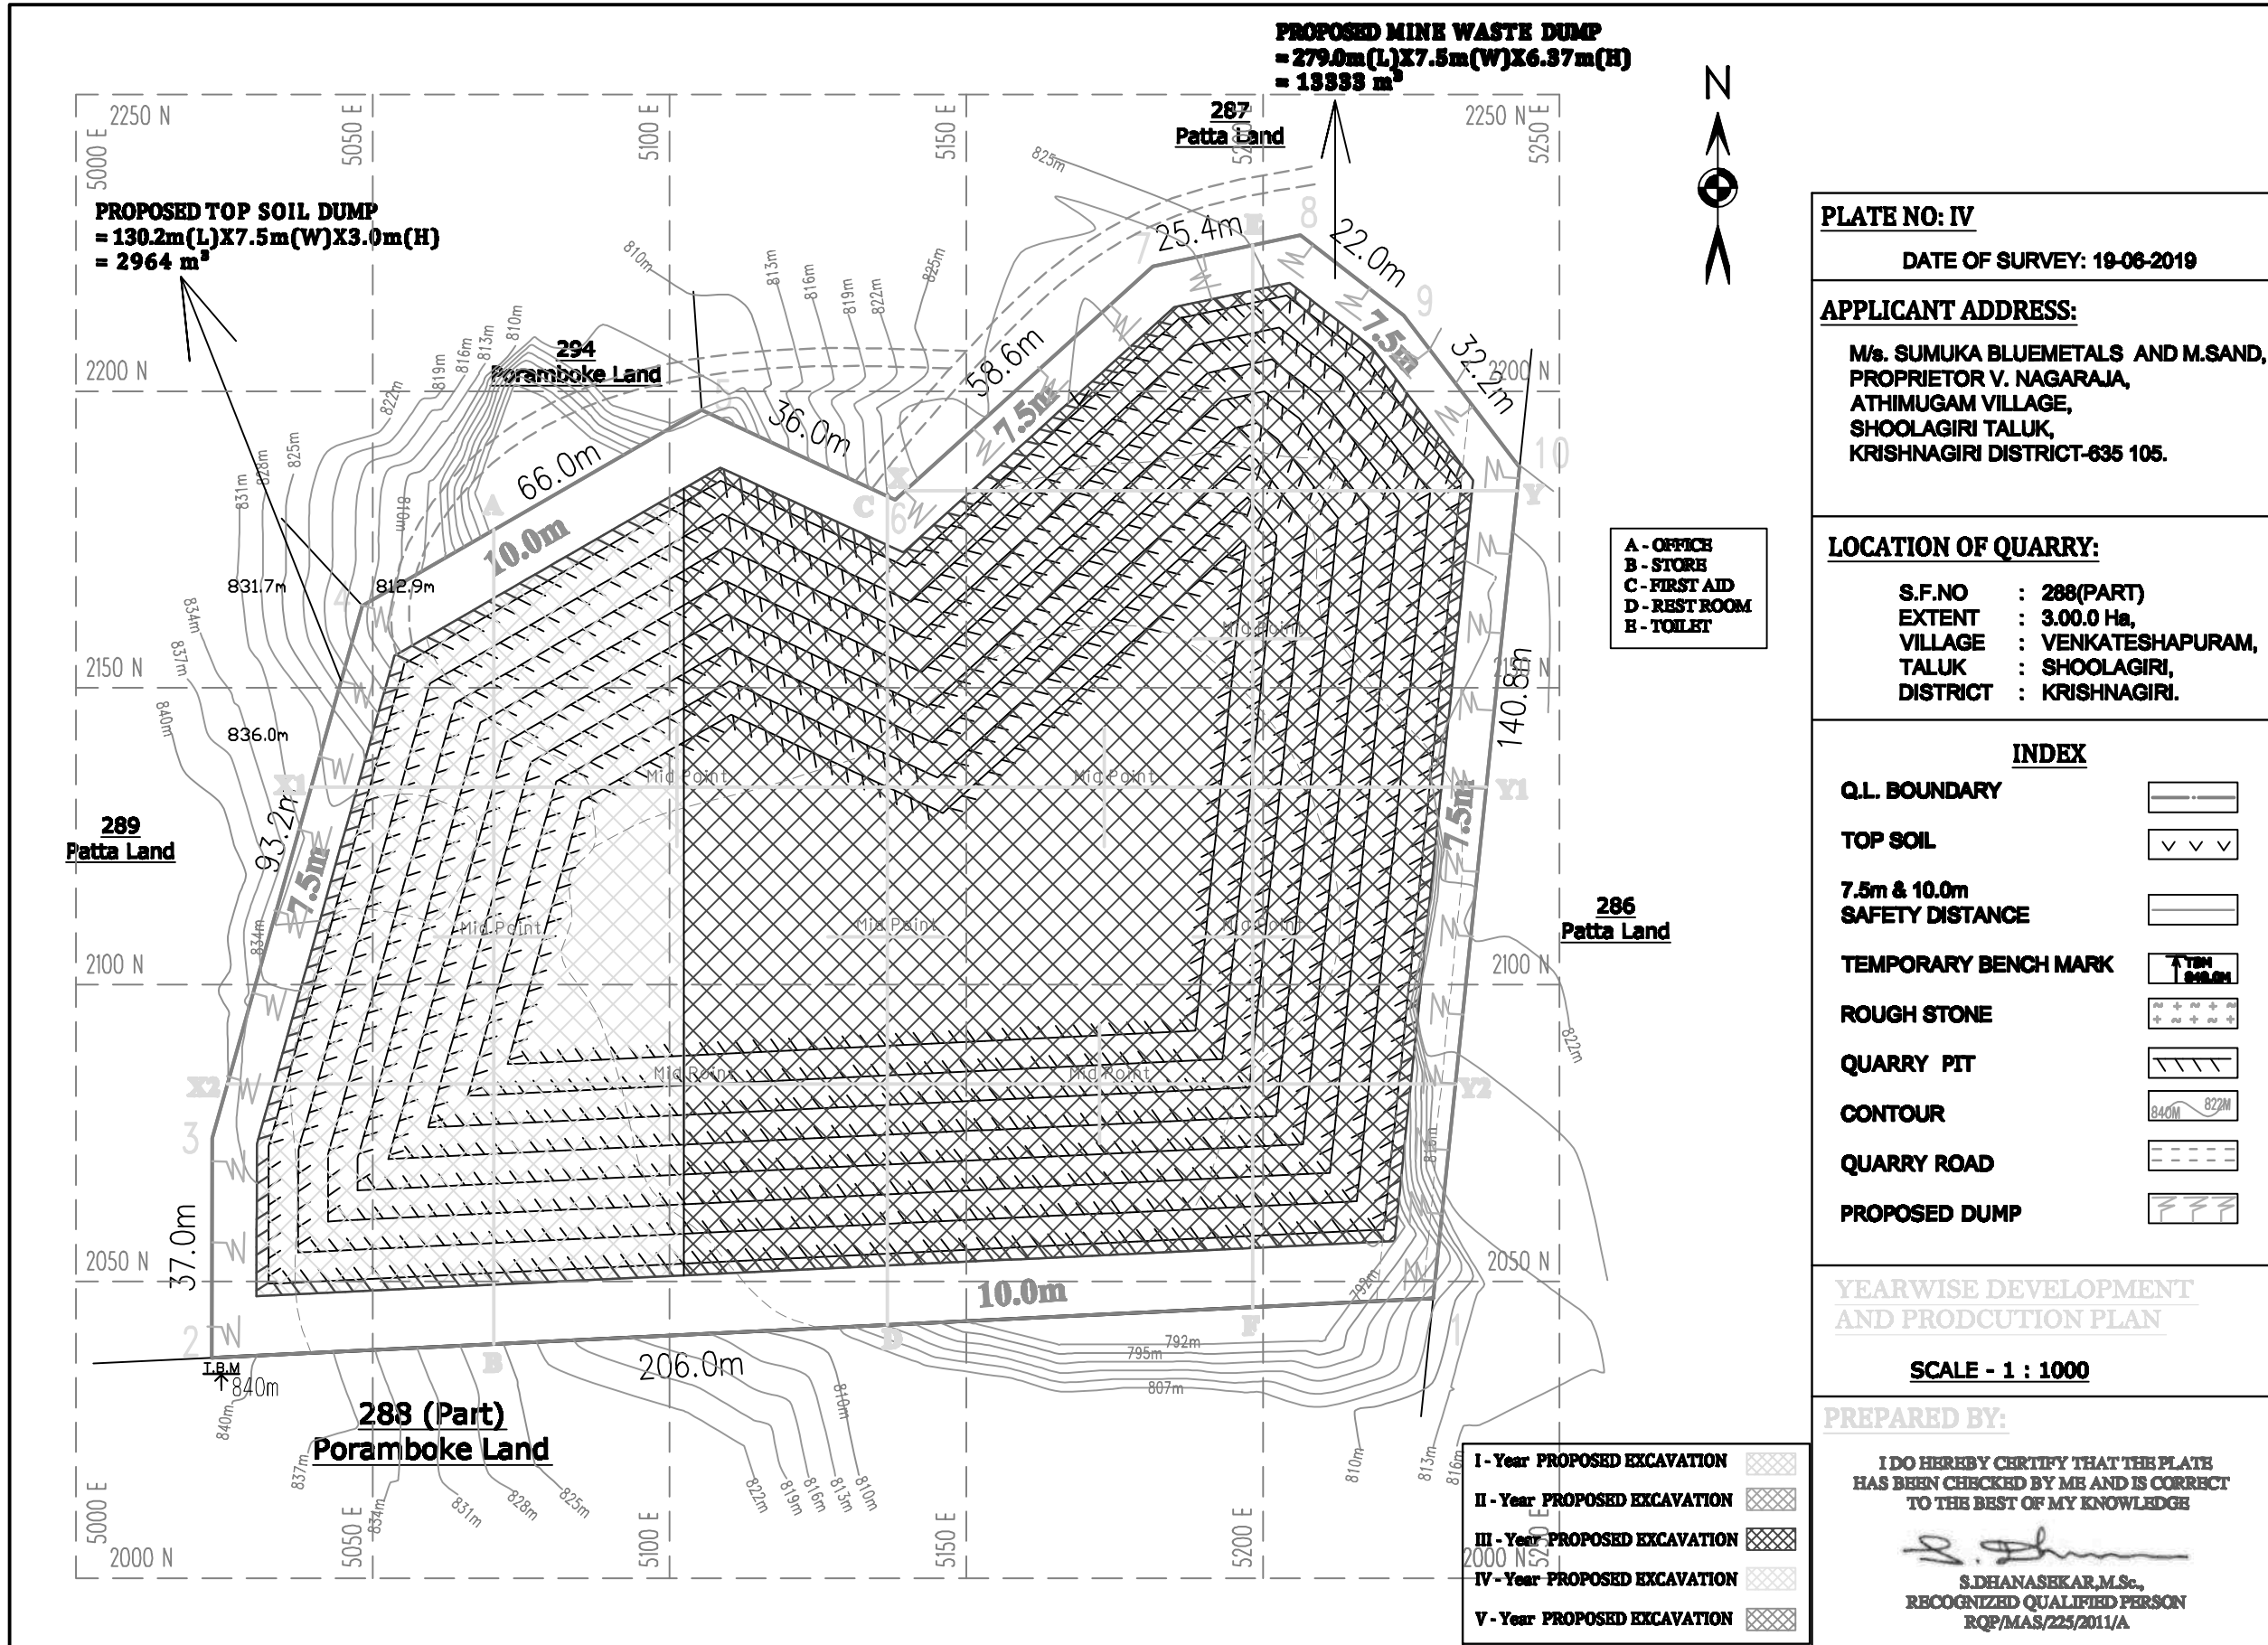 PROPOSED MINE WASTE DUMP
= 279.0m(L)X7.5m(W)X6.37m(H)
= 13333 m³
N
2250 N
5000 E
5050 E
5100 E
5150 E
5200 E
2250 N
5250 E
287
Patta Land
825m
PROPOSED TOP SOIL DUMP
= 130.2m(L)X7.5m(W)X3.0m(H)
= 2964 m³
810m
813m
816m
819m
822m
825m
7
25.4m
E
8
22.0m
9
7.5m
32.2m
2200 N
2200 N
822m
819m
816m
813m
810m
294
Poramboke Land
5
36.0m
58.6m
7.5m
10
831m
828m
825m
810m
66.0m
A
10.0m
C
X
6
Y
A - OFFICE
B - STORE
C - FIRST AID
D - REST ROOM
E - TOILET
831.7m
4
812.9m
834m
837m
840m
Mid Point
2150 N
2150 N
140.8m
836.0m
X1
Mid Point
Mid Point
Y1
93.2m
7.5m
7.5m
289
Patta Land
834m
Mid Point
Mid Point
Mid Point
286
Patta Land
2100 N
2100 N
822m
X2
Mid Point
Mid Point
Y2
3
816m
37.0m
2050 N
2050 N
10.0m
792m
2
B
D
F
1
T.B.M
840m
206.0m
792m
795m
807m
840m
288 (Part)
Poramboke Land
837m
834m
831m
828m
825m
822m
819m
816m
813m
810m
810m
810m
813m
816m
5000 E
2000 N
5050 E
5100 E
5150 E
5200 E
2000 N
5250 E
I - Year PROPOSED EXCAVATION
II - Year PROPOSED EXCAVATION
III - Year PROPOSED EXCAVATION
IV - Year PROPOSED EXCAVATION
V - Year PROPOSED EXCAVATION
PLATE NO: IV
DATE OF SURVEY: 19-06-2019
APPLICANT ADDRESS:
M/s. SUMUKA BLUEMETALS AND M.SAND,
PROPRIETOR V. NAGARAJA,
ATHIMUGAM VILLAGE,
SHOOLAGIRI TALUK,
KRISHNAGIRI DISTRICT-635 105.
LOCATION OF QUARRY:
S.F.NO : 288(PART)
EXTENT : 3.00.0 Ha,
VILLAGE : VENKATESHAPURAM,
TALUK : SHOOLAGIRI,
DISTRICT : KRISHNAGIRI.
INDEX
Q.L. BOUNDARY
TOP SOIL
7.5m & 10.0m
SAFETY DISTANCE
TEMPORARY BENCH MARK
TBM
ROUGH STONE
QUARRY PIT
CONTOUR
840M 822M
QUARRY ROAD
PROPOSED DUMP
YEARWISE DEVELOPMENT
AND PRODCUTION PLAN
SCALE - 1 : 1000
PREPARED BY:
I DO HEREBY CERTIFY THAT THE PLATE
HAS BEEN CHECKED BY ME AND IS CORRECT
TO THE BEST OF MY KNOWLEDGE
S.DHANASEKAR,M.Sc.,
RECOGNIZED QUALIFIED PERSON
RQP/MAS/225/2011/A